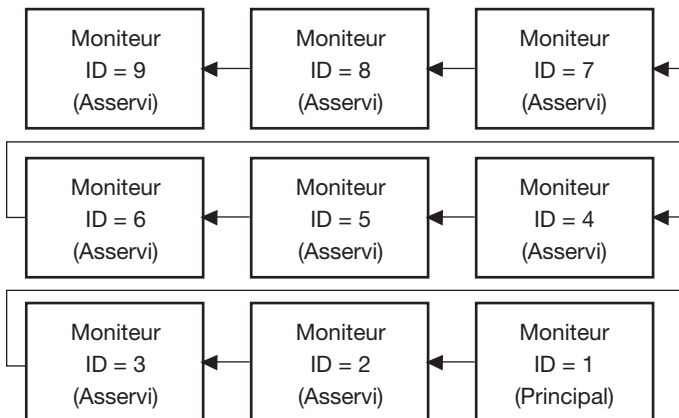 Moniteur
ID = 9
(Asservi)
Moniteur
ID = 8
(Asservi)
Moniteur
ID = 7
(Asservi)
Moniteur
ID = 6
(Asservi)
Moniteur
ID = 5
(Asservi)
Moniteur
ID = 4
(Asservi)
Moniteur
ID = 3
(Asservi)
Moniteur
ID = 2
(Asservi)
Moniteur
ID = 1
(Principal)